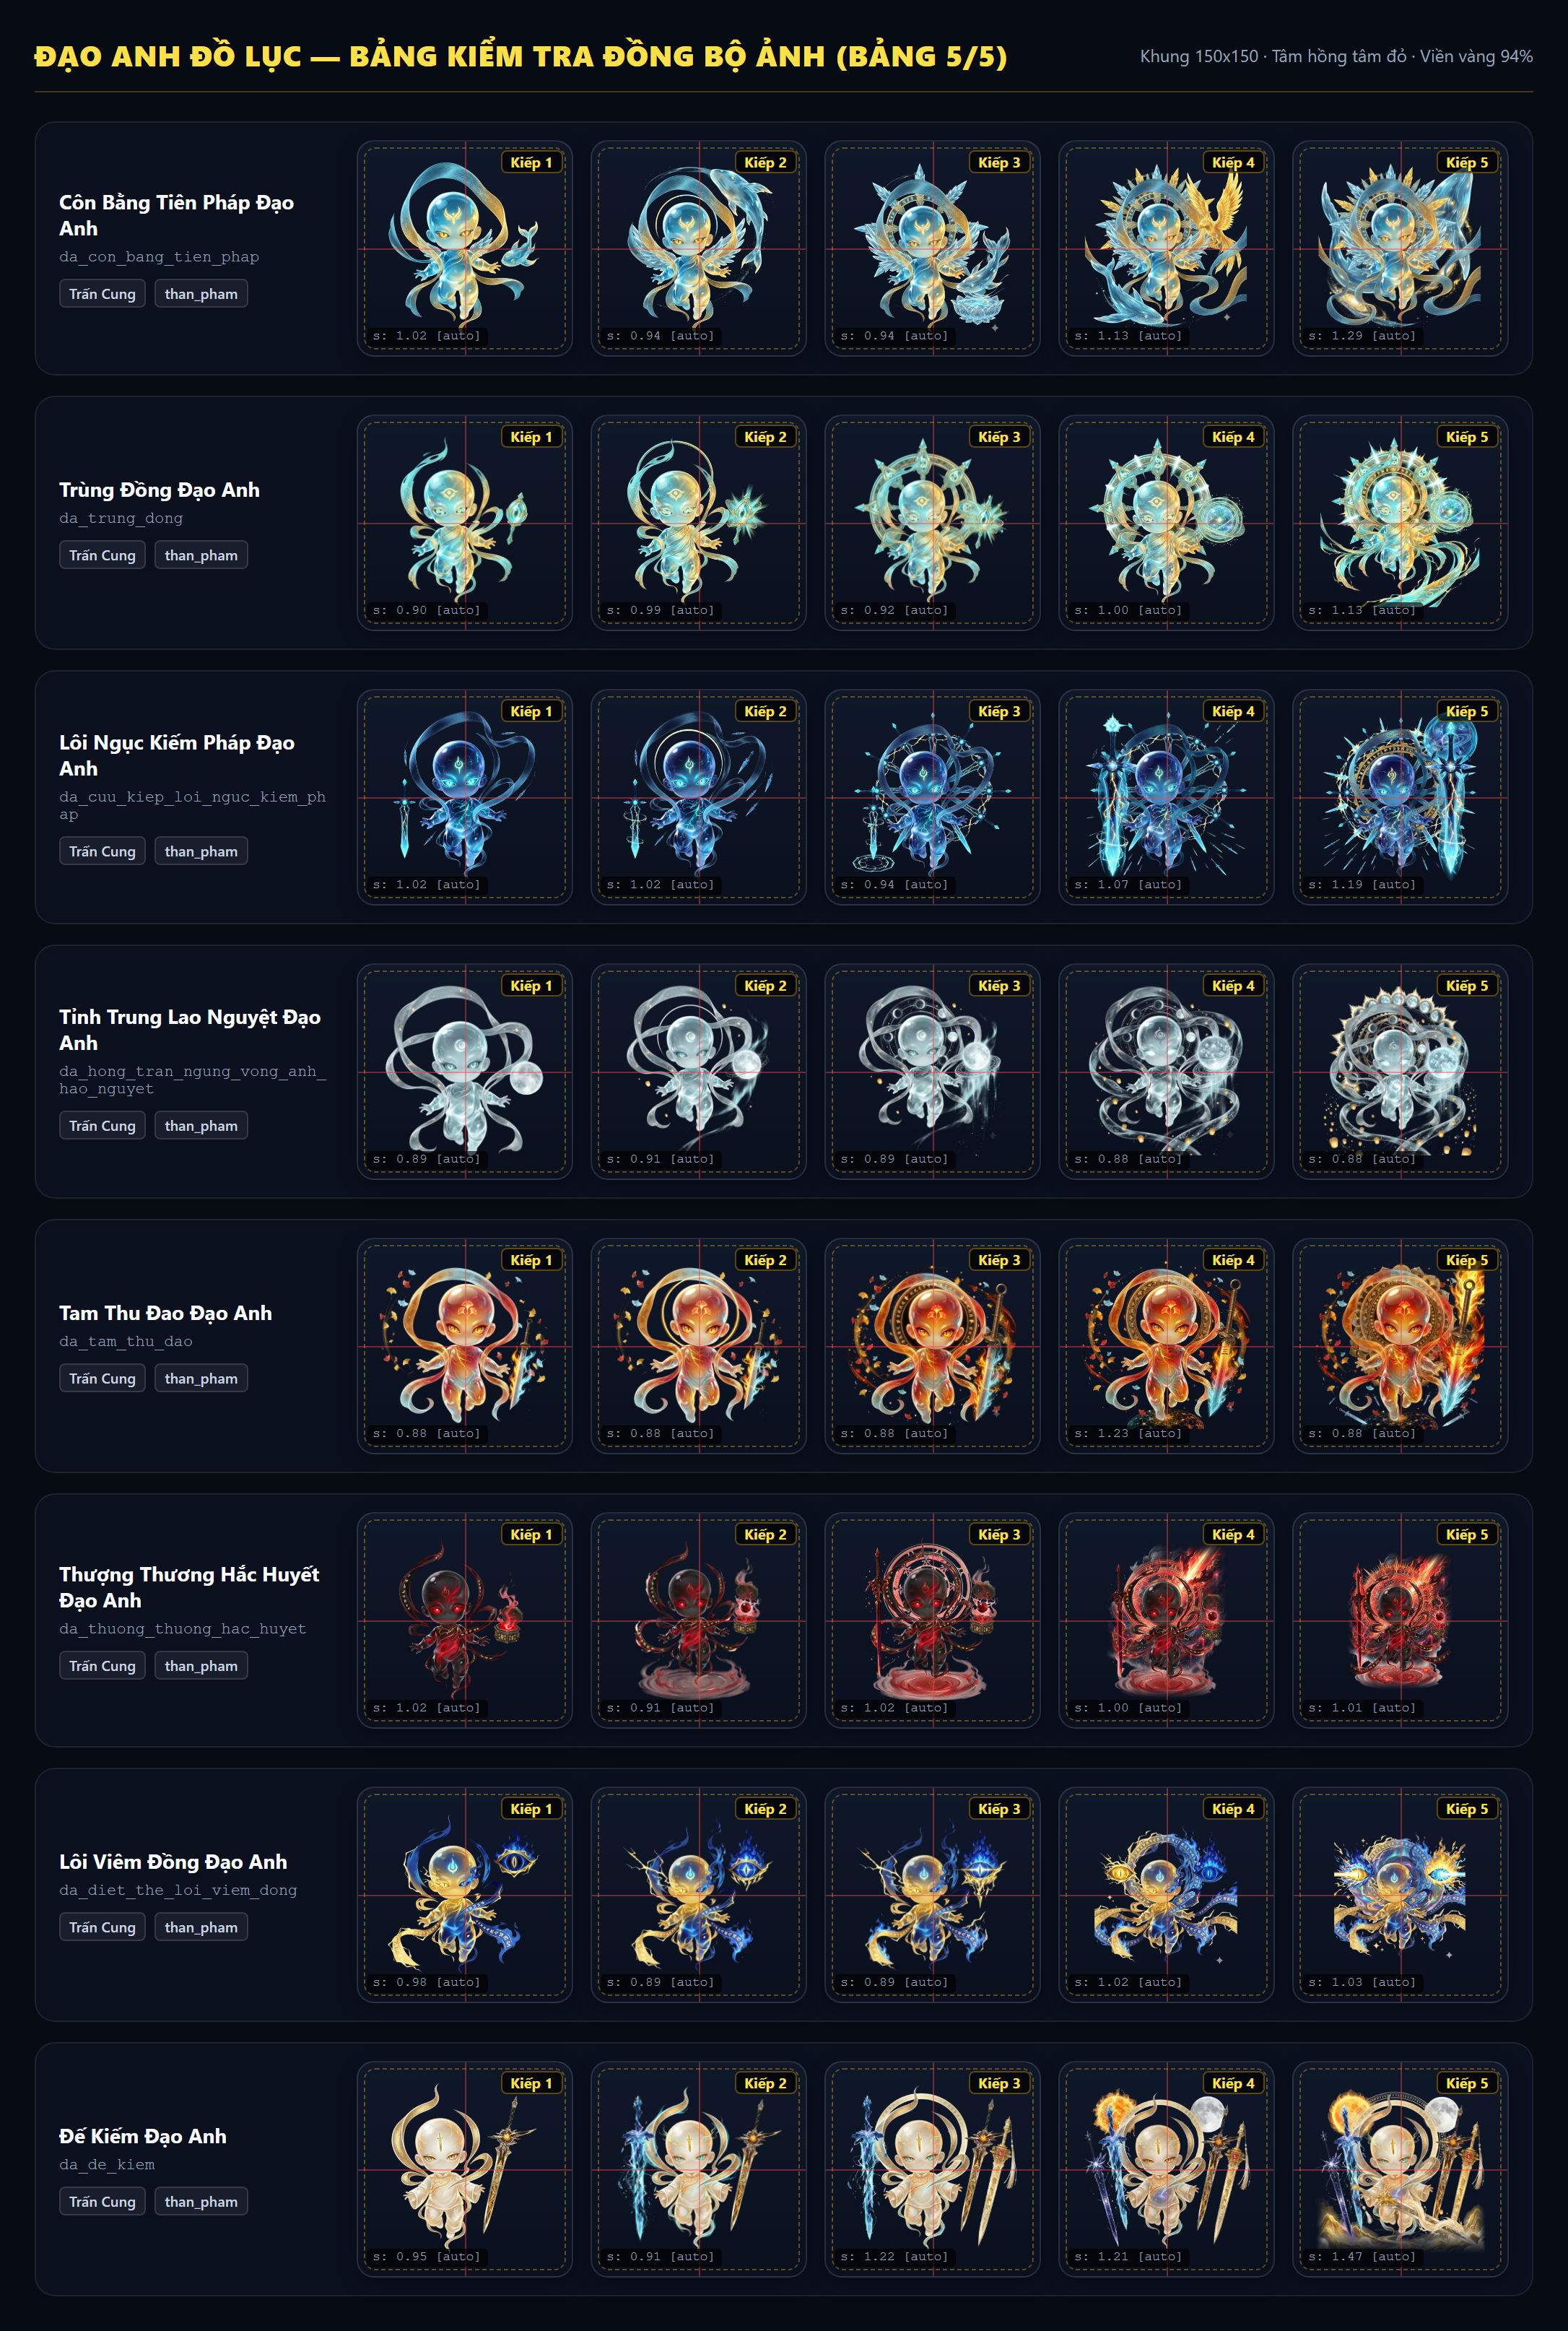 ĐẠO ANH ĐỒ LỤC — BẢNG KIỂM TRA ĐỒNG BỘ ẢNH (BẢNG 5/5)
Khung 150x150 · Tâm hồng tâm đỏ · Viền vàng 94%
Côn Bằng Tiên Pháp Đạo
Anh
da_con_bang_tien_phap
Trấn Cung than_pham
Kiếp 1 Kiếp 2 Kiếp 3 Kiếp 4 Kiếp 5
s: 1.02 [auto] s: 0.94 [auto] s: 0.94 [auto] s: 1.13 [auto] s: 1.29 [auto]
Trùng Đồng Đạo Anh
da_trung_dong
Trấn Cung than_pham
Kiếp 1 Kiếp 2 Kiếp 3 Kiếp 4 Kiếp 5
s: 0.90 [auto] s: 0.99 [auto] s: 0.92 [auto] s: 1.00 [auto] s: 1.13 [auto]
Lôi Ngục Kiếm Pháp Đạo
Anh
da_cuu_kiep_loi_nguc_kiem_ph
ap
Trấn Cung than_pham
Kiếp 1 Kiếp 2 Kiếp 3 Kiếp 4 Kiếp 5
s: 1.02 [auto] s: 1.02 [auto] s: 0.94 [auto] s: 1.07 [auto] s: 1.19 [auto]
Tỉnh Trung Lao Nguyệt Đạo
Anh
da_hong_tran_ngung_vong_anh_
hao_nguyet
Trấn Cung than_pham
Kiếp 1 Kiếp 2 Kiếp 3 Kiếp 4 Kiếp 5
s: 0.89 [auto] s: 0.91 [auto] s: 0.89 [auto] s: 0.88 [auto] s: 0.88 [auto]
Tam Thu Đao Đạo Anh
da_tam_thu_dao
Trấn Cung than_pham
Kiếp 1 Kiếp 2 Kiếp 3 Kiếp 4 Kiếp 5
s: 0.88 [auto] s: 0.88 [auto] s: 0.88 [auto] s: 1.23 [auto] s: 0.88 [auto]
Thượng Thương Hắc Huyết
Đạo Anh
da_thuong_thuong_hac_huyet
Trấn Cung than_pham
Kiếp 1 Kiếp 2 Kiếp 3 Kiếp 4 Kiếp 5
s: 1.02 [auto] s: 0.91 [auto] s: 1.02 [auto] s: 1.00 [auto] s: 1.01 [auto]
Lôi Viêm Đồng Đạo Anh
da_diet_the_loi_viem_dong
Trấn Cung than_pham
Kiếp 1 Kiếp 2 Kiếp 3 Kiếp 4 Kiếp 5
s: 0.98 [auto] s: 0.89 [auto] s: 0.89 [auto] s: 1.02 [auto] s: 1.03 [auto]
Đế Kiếm Đạo Anh
da_de_kiem
Trấn Cung than_pham
Kiếp 1 Kiếp 2 Kiếp 3 Kiếp 4 Kiếp 5
s: 0.95 [auto] s: 0.91 [auto] s: 1.22 [auto] s: 1.21 [auto] s: 1.47 [auto]